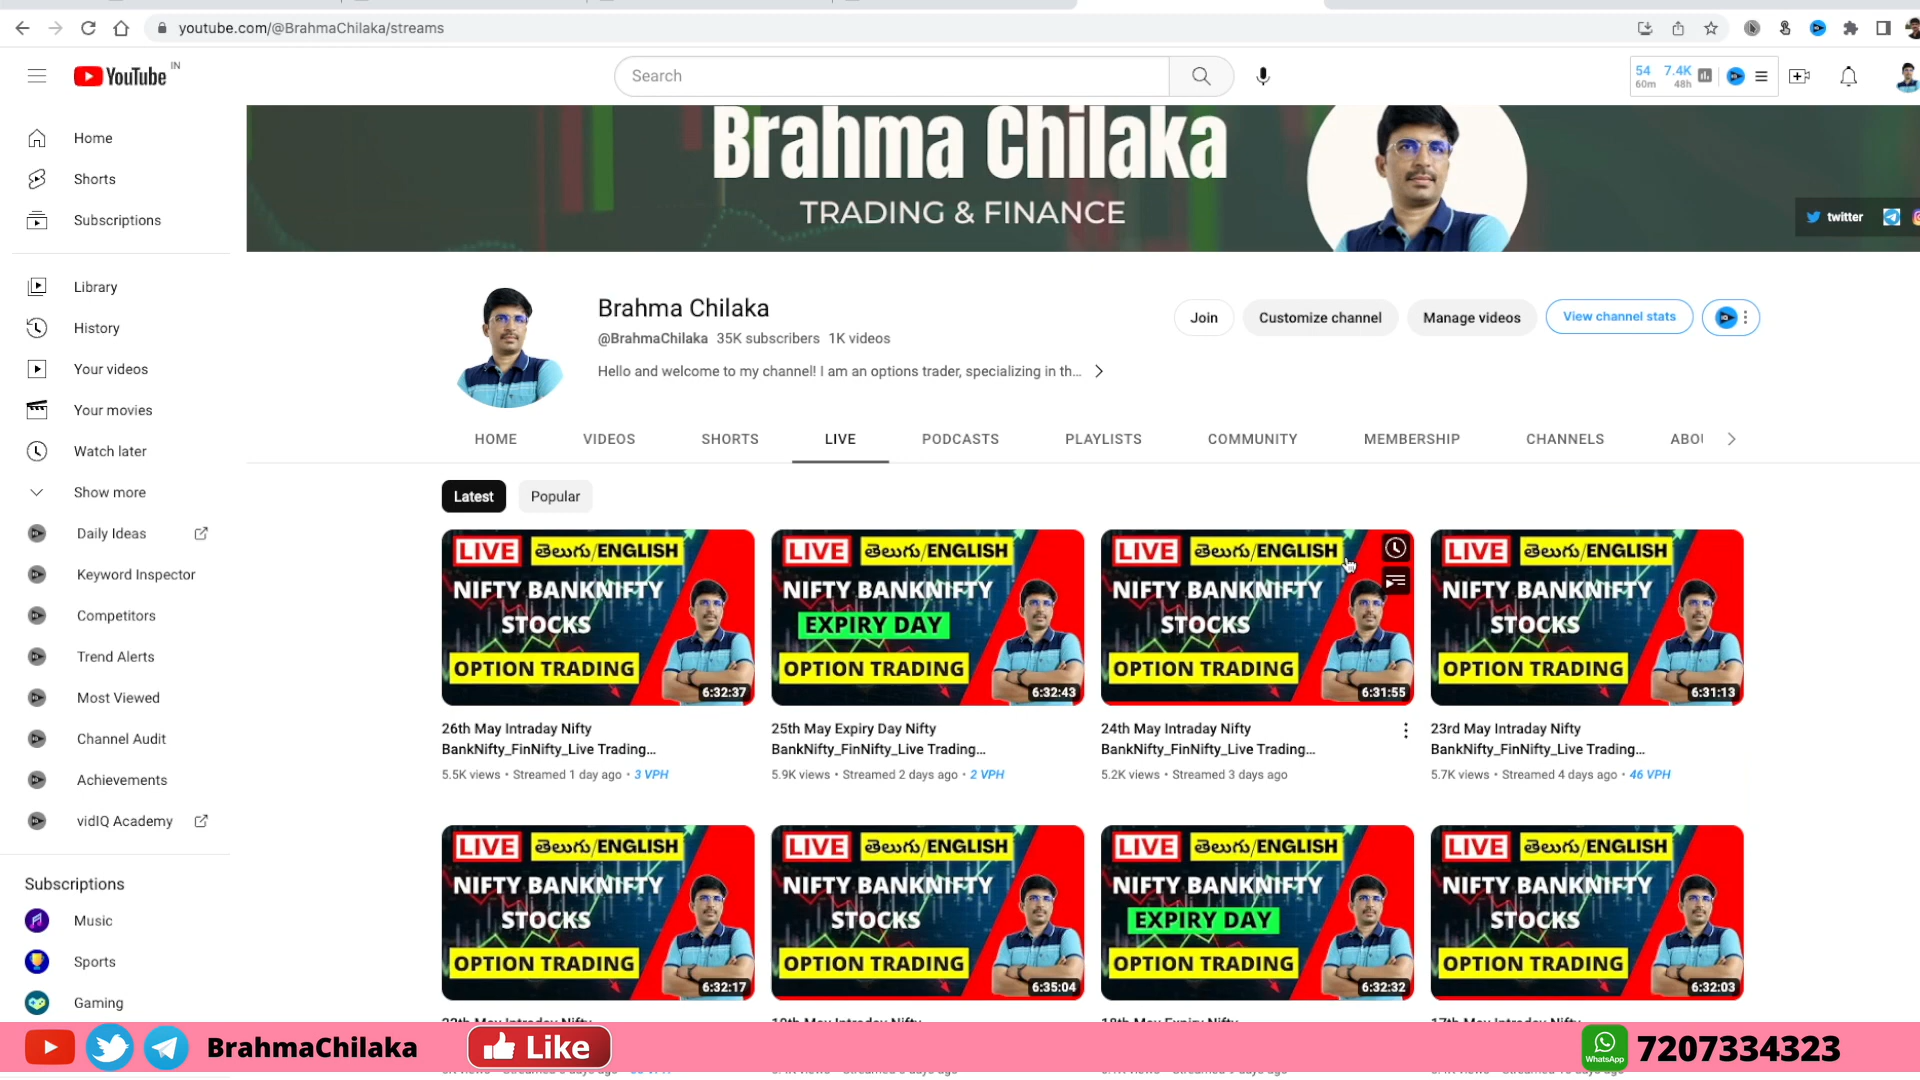 youtube.com/@BrahmaChilaka/streams
YouTube IN
Search
54 7.4K
60m 48h
Home
Shorts
Subscriptions
Library
History
Your videos
Your movies
Watch later
Show more
Daily Ideas
Keyword Inspector
Competitors
Trend Alerts
Most Viewed
Channel Audit
Achievements
vidIQ Academy
Subscriptions
Music
Sports
Gaming
Brahma Chilaka
TRADING & FINANCE
twitter
Brahma Chilaka
@BrahmaChilaka 35K subscribers 1K videos
Hello and welcome to my channel! I am an options trader, specializing in th...
Join
Customize channel
Manage videos
View channel stats
HOME VIDEOS SHORTS LIVE PODCASTS PLAYLISTS COMMUNITY MEMBERSHIP CHANNELS
Latest Popular
LIVE తెలుగు/ENGLISH
NIFTY BANKNIFTY
STOCKS
OPTION TRADING
6:32:37
26th May Intraday Nifty
BankNifty_FinNifty_Live Trading...
5.5K views • Streamed 1 day ago • 3 VPH
LIVE తెలుగు/ENGLISH
NIFTY BANKNIFTY
EXPIRY DAY
OPTION TRADING
6:32:43
25th May Expiry Day Nifty
BankNifty_FinNifty_Live Trading...
5.9K views • Streamed 2 days ago • 2 VPH
LIVE తెలుగు/ENGLISH
NIFTY BANKNIFTY
STOCKS
OPTION TRADING
6:31:55
24th May Intraday Nifty
BankNifty_FinNifty_Live Trading...
5.2K views • Streamed 3 days ago
LIVE తెలుగు/ENGLISH
NIFTY BANKNIFTY
STOCKS
OPTION TRADING
6:31:13
23rd May Intraday Nifty
BankNifty_FinNifty_Live Trading...
5.7K views • Streamed 4 days ago • 46 VPH
LIVE తెలుగు/ENGLISH
NIFTY BANKNIFTY
STOCKS
OPTION TRADING
6:32:17
LIVE తెలుగు/ENGLISH
NIFTY BANKNIFTY
STOCKS
OPTION TRADING
6:35:04
LIVE తెలుగు/ENGLISH
NIFTY BANKNIFTY
EXPIRY DAY
OPTION TRADING
6:32:32
LIVE తెలుగు/ENGLISH
NIFTY BANKNIFTY
STOCKS
OPTION TRADING
6:32:03
BrahmaChilaka
Like
WhatsApp
7207334323